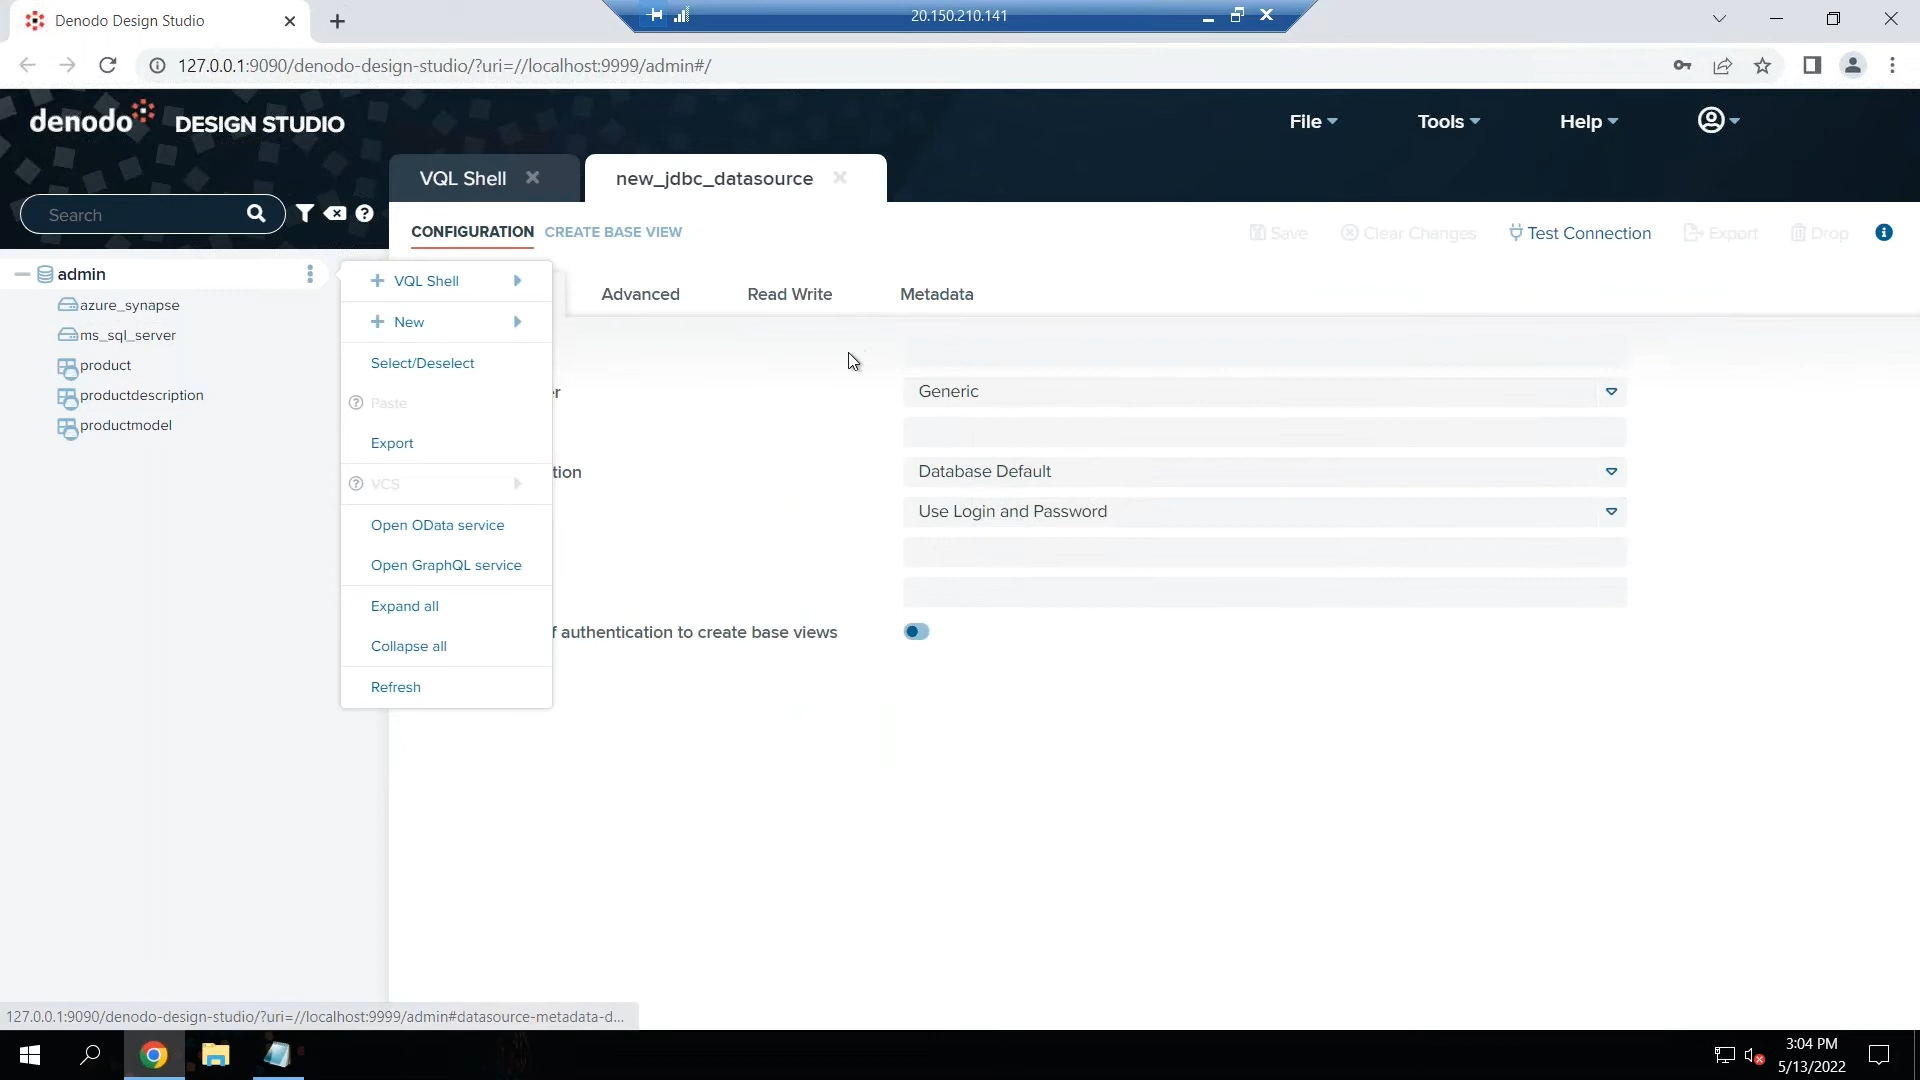 Denodo Design Studio
20.150.210.141
127.0.0.1:9090/denodo-design-studio/?uri=//localhost:9999/admin#/
denodo DESIGN STUDIO
File
Tools
Help
VQL Shell
new_jdbc_datasource
Search
CONFIGURATION
CREATE BASE VIEW
Save
Clear Changes
Test Connection
Export
Drop
admin
azure_synapse
ms_sql_server
product
productdescription
productmodel
VQL Shell
New
Select/Deselect
Paste
Export
VCS
Open OData service
Open GraphQL service
Expand all
Collapse all
Refresh
Advanced
Read Write
Metadata
r
Generic
tion
Database Default
Use Login and Password
f authentication to create base views
127.0.0.1:9090/denodo-design-studio/?uri=//localhost:9999/admin#datasource-metadata-d...
3:04 PM
5/13/2022